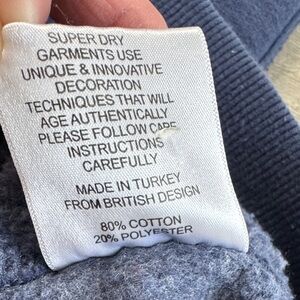 SUPER DRY
GARMENTS USE
UNIQUE & INNOVATIVE
DECORATION
TECHNIQUES THAT WILL
AGE AUTHENTICALLY
PLEASE FOLLOW CARE
INSTRUCTIONS
CAREFULLY
MADE IN TURKEY
FROM BRITISH DESIGN
80% COTTON
20% POLYESTER